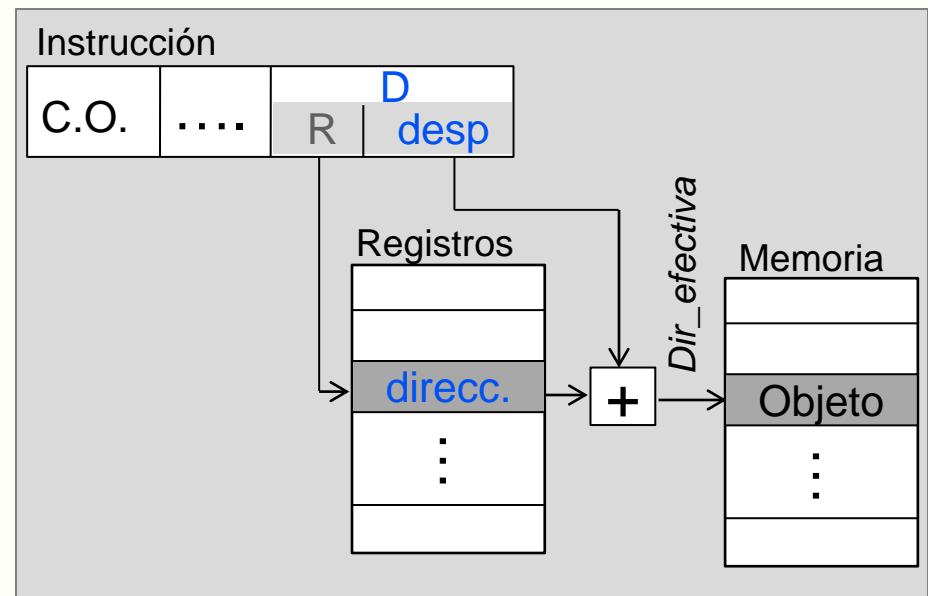 Instrucción
D
C.O. .... R desp
Dir_efectiva
Registros
Memoria
direcc.
+
Objeto
⋮
⋮